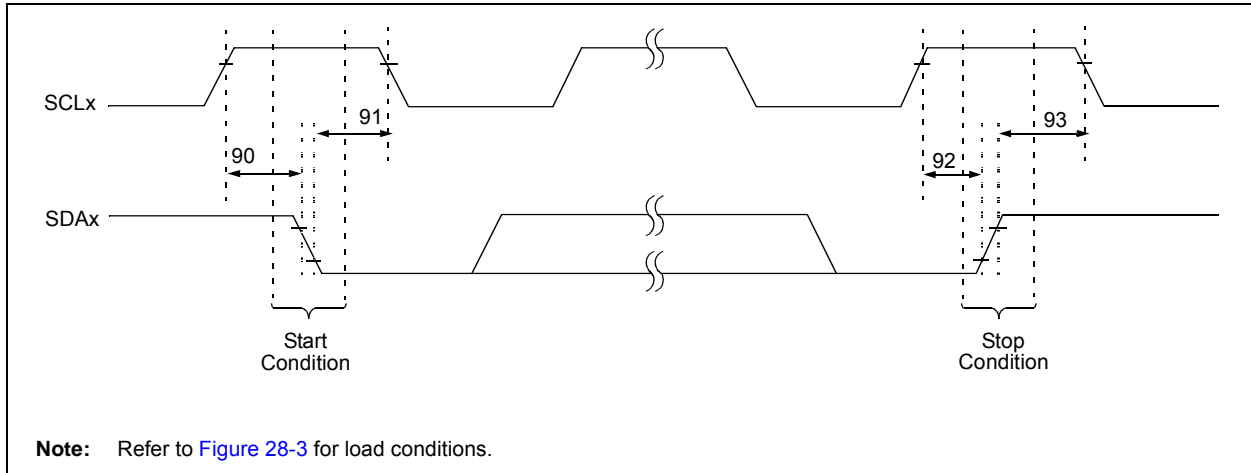 SCLx
91
93
90
92
SDAx
Start
Condition
Stop
Condition
Note: Refer to Figure 28-3 for load conditions.